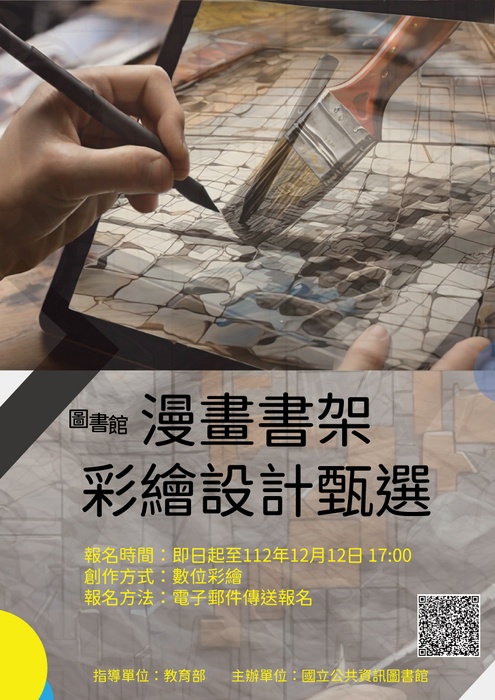 圖書館 漫畫書架
彩繪設計甄選
報名時間：即日起至112年12月12日 17:00
創作方式：數位彩繪
報名方法：電子郵件傳送報名
指導單位：教育部 主辦單位：國立公共資訊圖書館